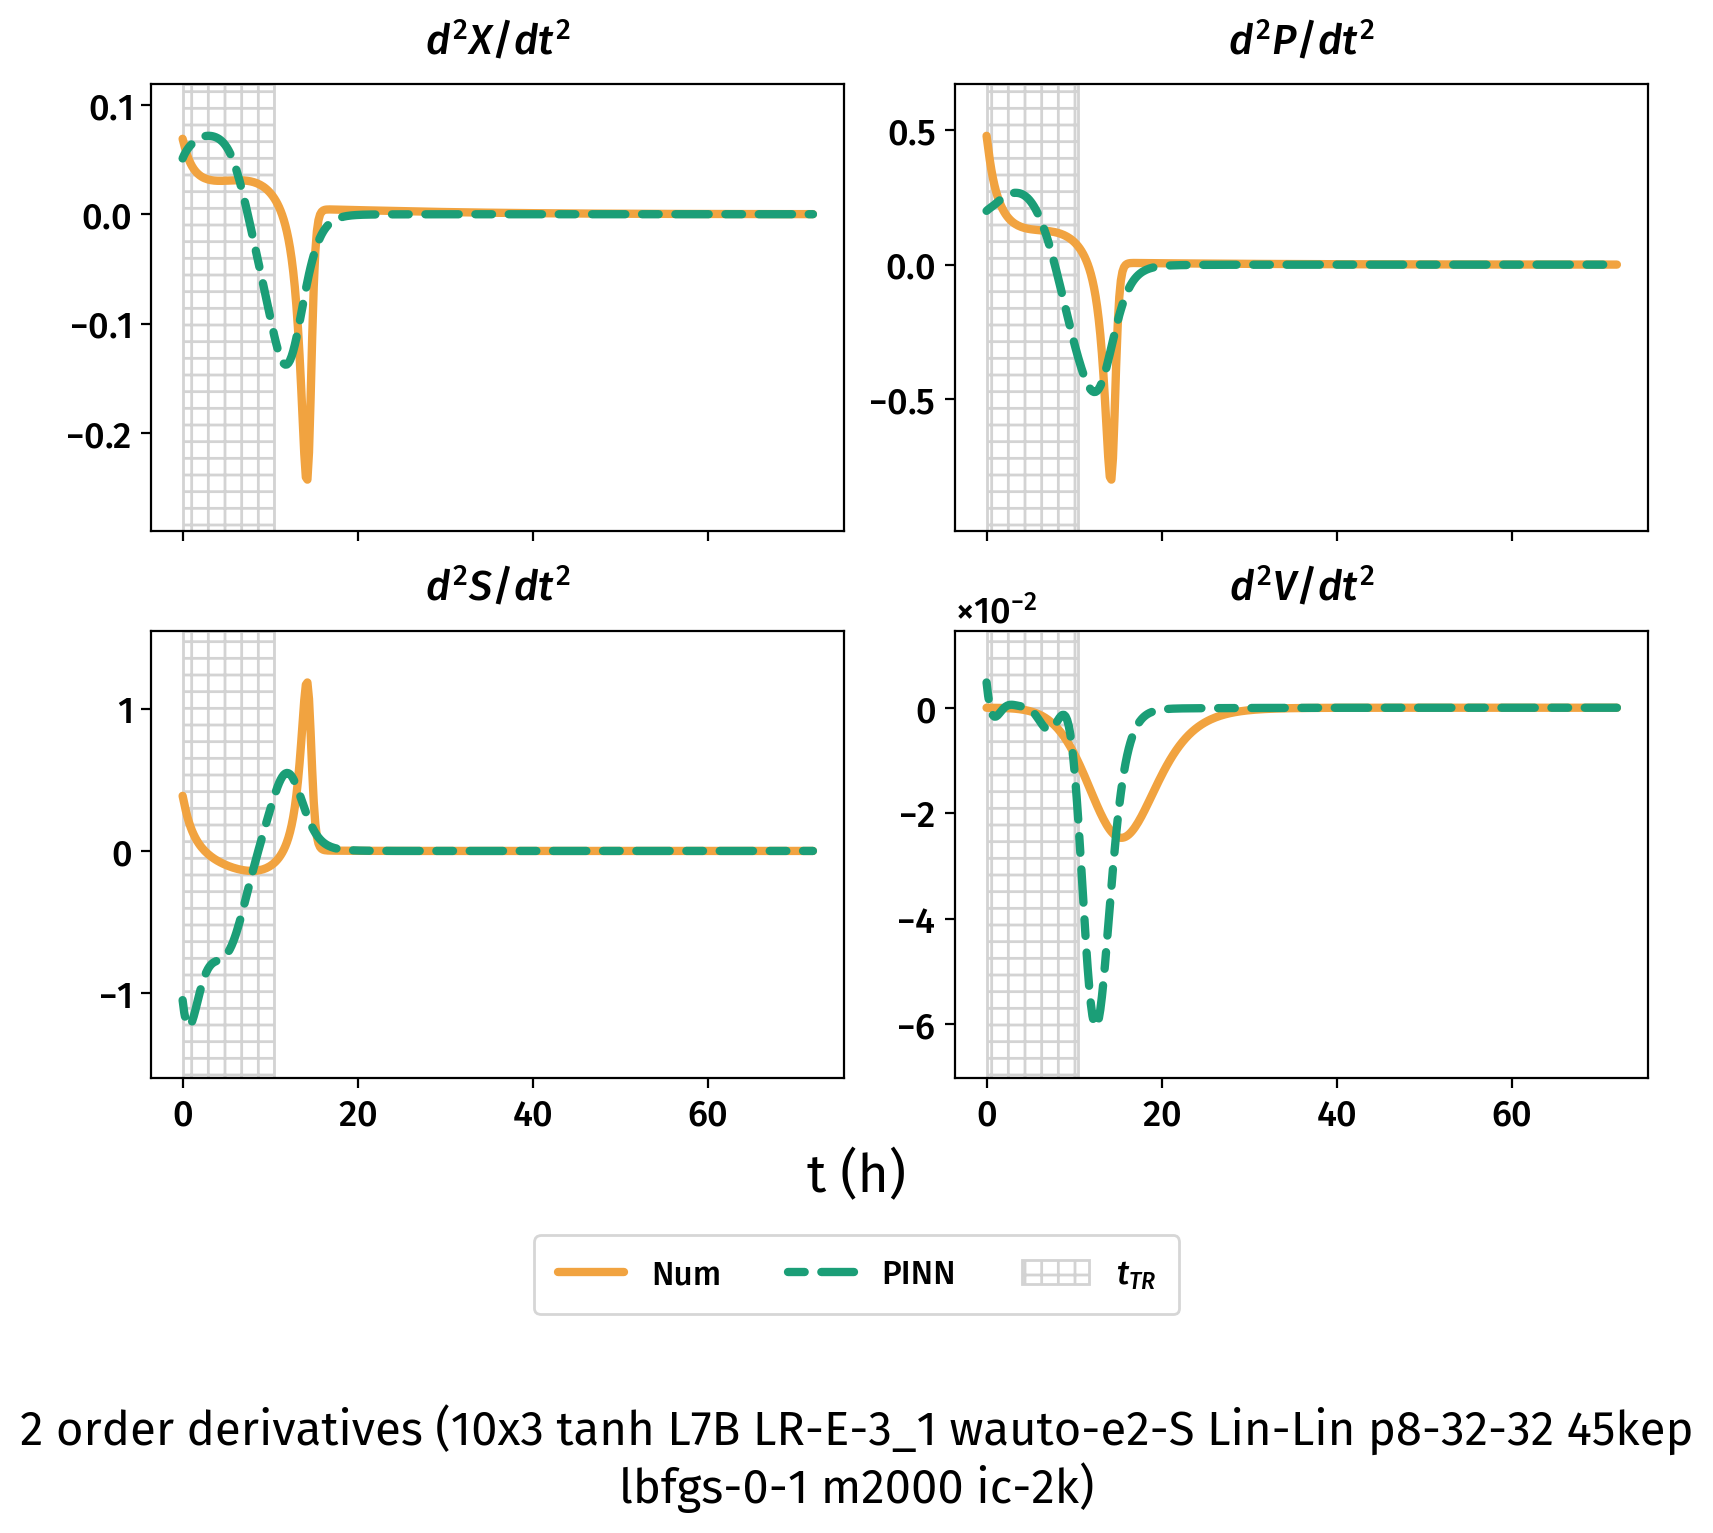 d²X/dt²
d²P/dt²
0.1
0.0
−0.1
−0.2
0.5
0.0
−0.5
d²S/dt²
d²V/dt²
×10⁻²
1
0
−1
0
−2
−4
−6
0 20 40 60
0 20 40 60
t (h)
Num PINN t_TR
2 order derivatives (10x3 tanh L7B LR-E-3_1 wauto-e2-S Lin-Lin p8-32-32 45kep
lbfgs-0-1 m2000 ic-2k)